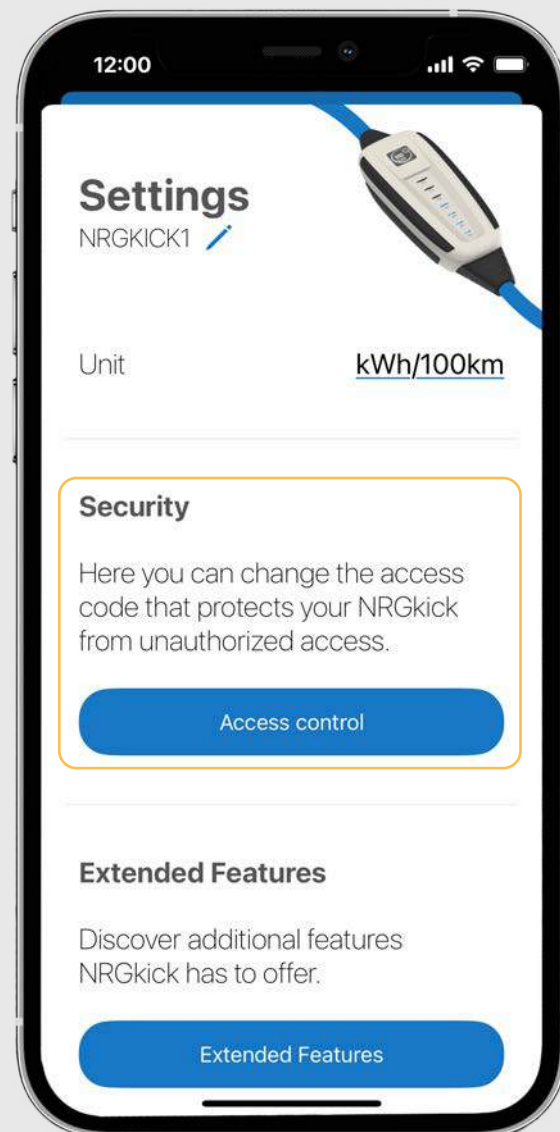 12:00
Settings
NRGKICK1
Unit
kWh/100km
Security
Here you can change the access
code that protects your NRGkick
from unauthorized access.
Access control
Extended Features
Discover additional features
NRGkick has to offer.
Extended Features